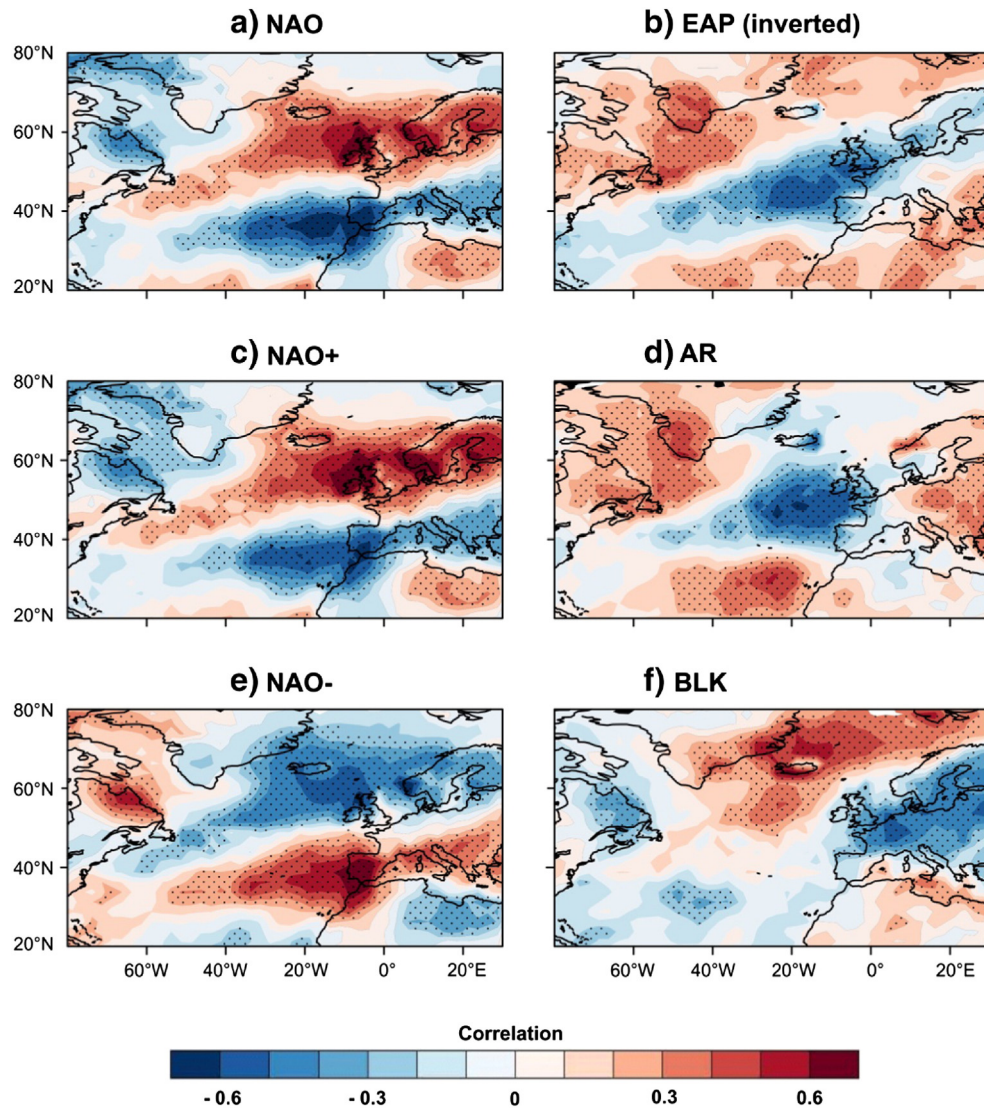 a) NAO
b) EAP (inverted)
80°N
60°N
40°N
20°N
c) NAO+
d) AR
80°N
60°N
40°N
20°N
e) NAO-
f) BLK
80°N
60°N
40°N
20°N
60°W 40°W 20°W 0° 20°E 60°W 40°W 20°W 0° 20°E
Correlation
- 0.6 -0.3 0 0.3 0.6